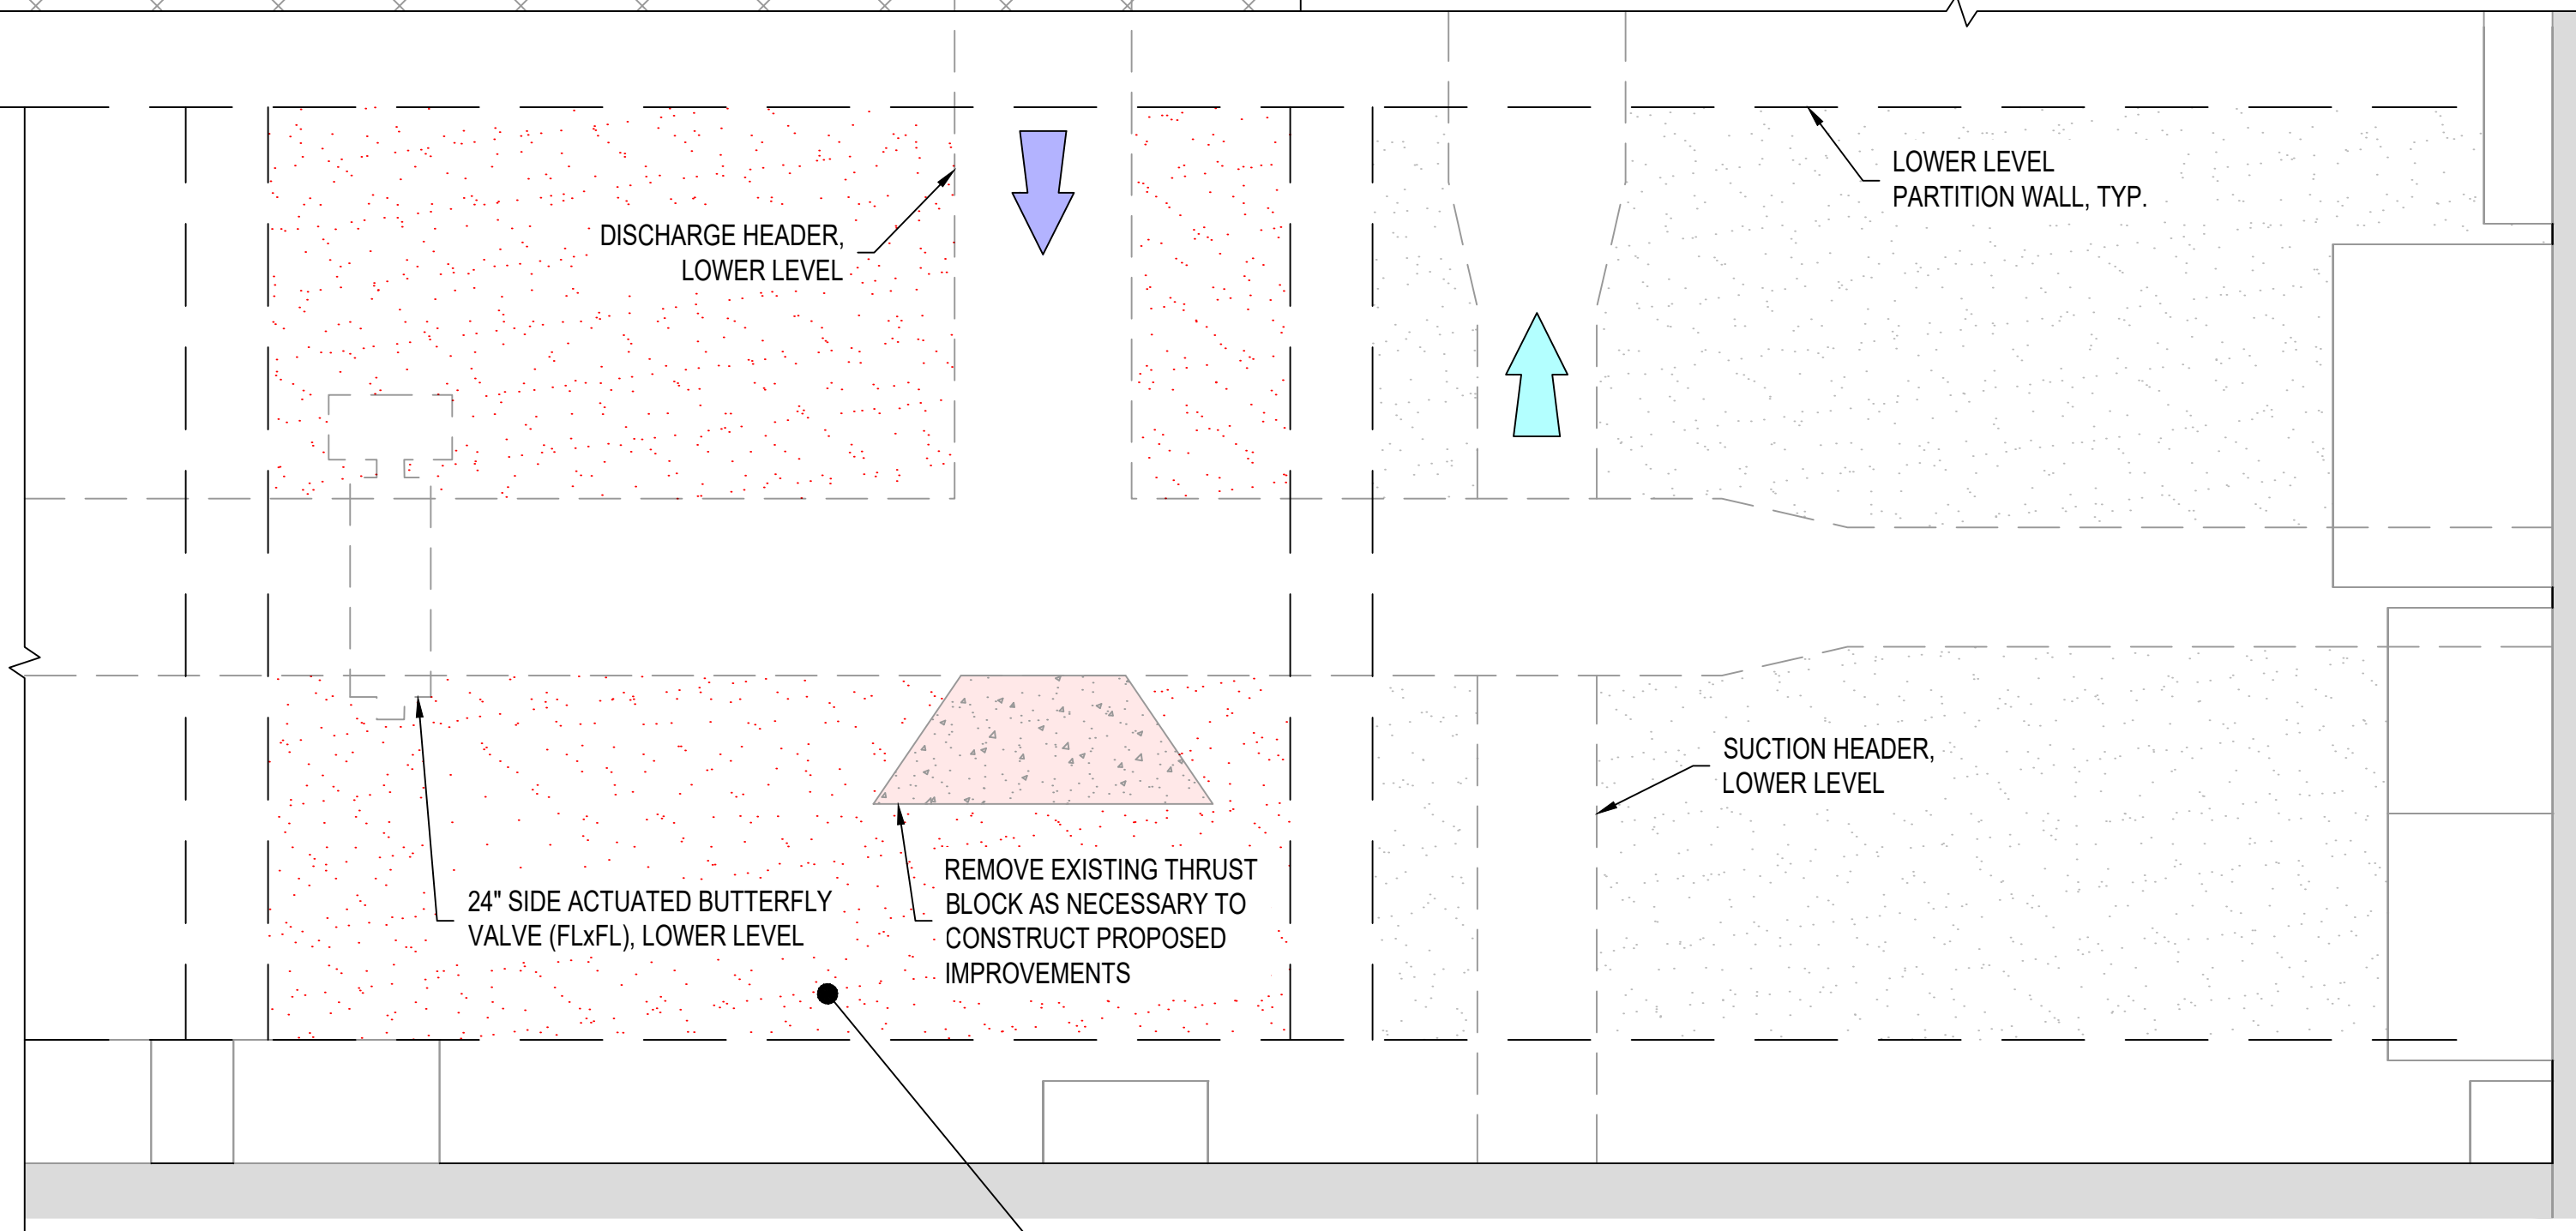 LOWER LEVEL
PARTITION WALL, TYP.
DISCHARGE HEADER,
LOWER LEVEL
SUCTION HEADER,
LOWER LEVEL
24" SIDE ACTUATED BUTTERFLY
VALVE (FLxFL), LOWER LEVEL
REMOVE EXISTING THRUST
BLOCK AS NECESSARY TO
CONSTRUCT PROPOSED
IMPROVEMENTS